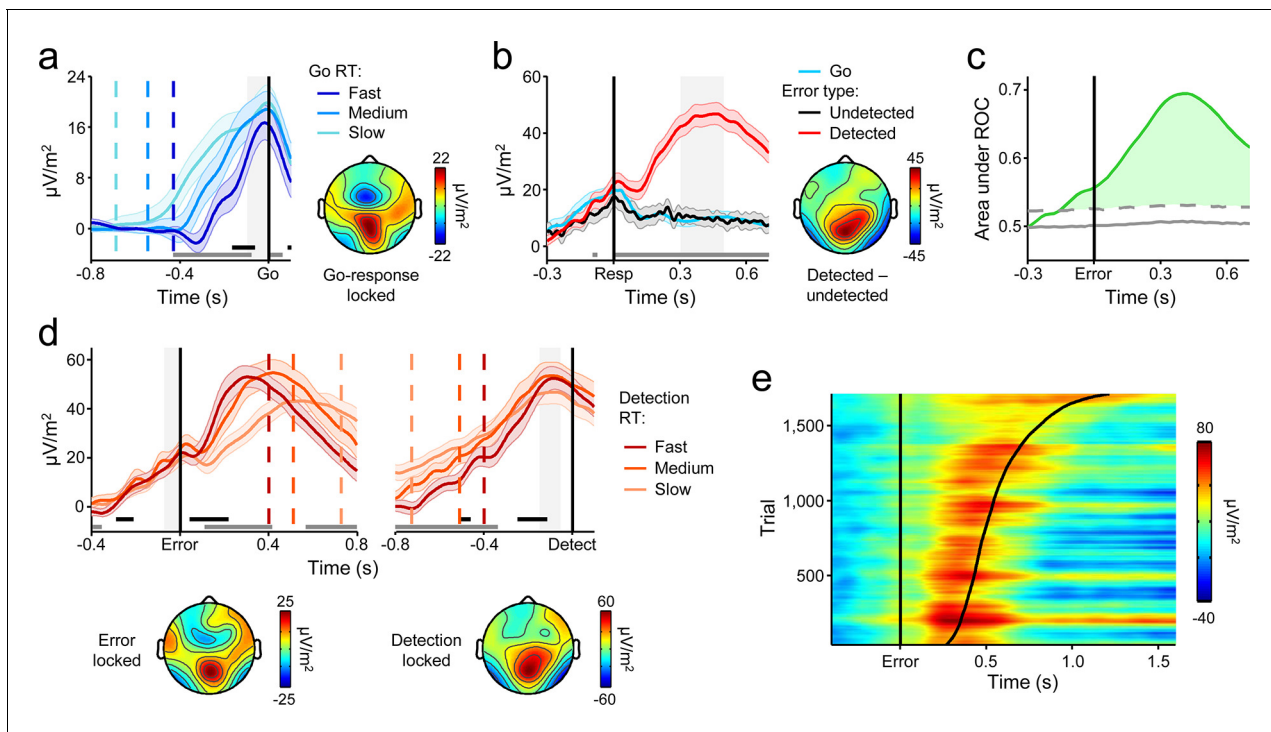 a
24
16
8
0
μV/m²
-0.8
-0.4
Go
Time (s)
Go RT:
Fast
Medium
Slow
22
-22
μV/m²
Go-response
locked
b
60
40
20
0
μV/m²
-0.3
Resp
0.3
0.6
Time (s)
Go
Error type:
Undetected
Detected
45
-45
μV/m²
Detected –
undetected
c
0.7
0.6
0.5
Area under ROC
-0.3
Error
0.3
0.6
Time (s)
d
60
40
20
0
μV/m²
-0.4
Error
0.4
0.8
-0.8
-0.4
Detect
Time (s)
Detection
RT:
Fast
Medium
Slow
Error
locked
25
-25
μV/m²
Detection
locked
60
-60
μV/m²
e
1,500
1,000
500
Trial
Error
0.5
1.0
1.5
Time (s)
80
-40
μV/m²